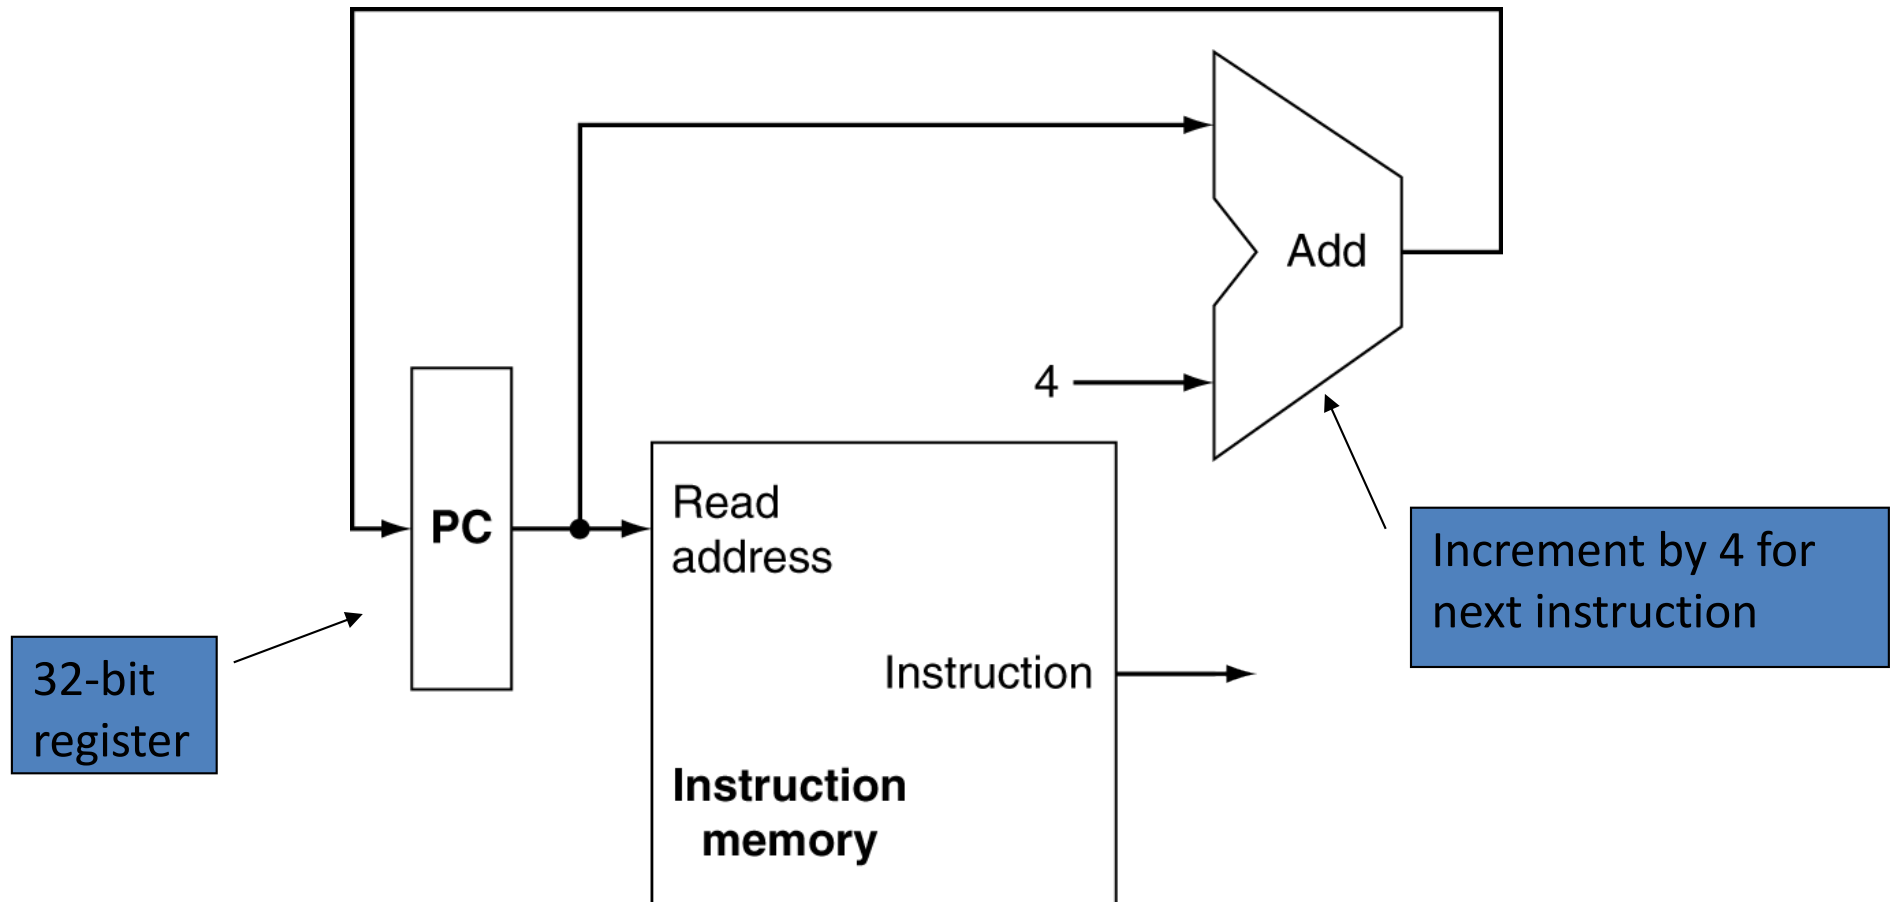 Add
4
PC
Read
address
Increment by 4 for
next instruction
32-bit
register
Instruction
Instruction
memory